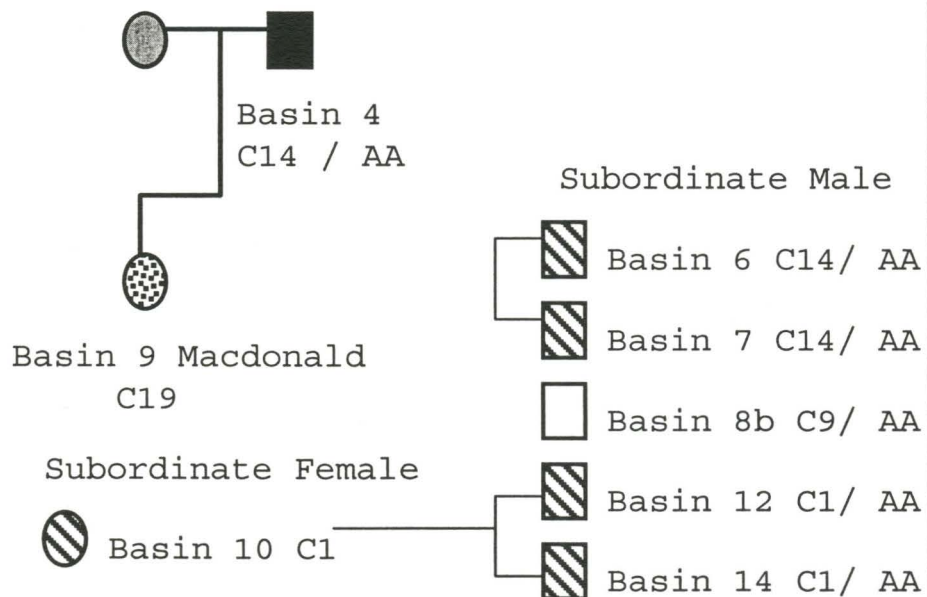 Basin 4
C14 / AA
Basin 9 Macdonald
C19
Subordinate Male
Basin 6 C14/ AA
Basin 7 C14/ AA
Basin 8b C9/ AA
Basin 12 C1/ AA
Basin 14 C1/ AA
Subordinate Female
Basin 10 C1